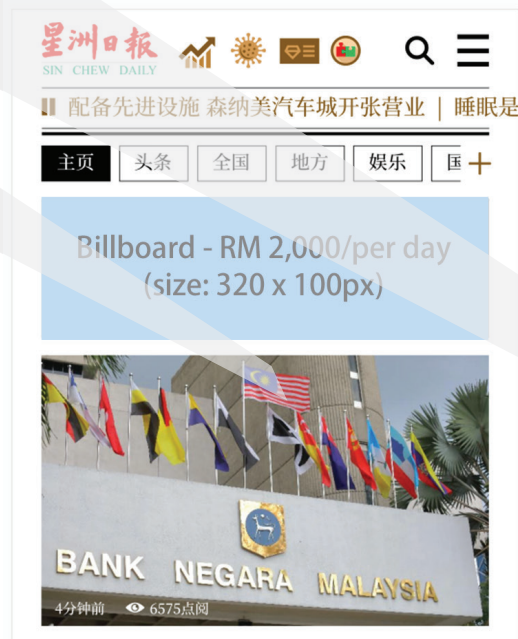 星洲日报
SIN CHEW DAILY
配备先进设施 森纳美汽车城开张营业 | 睡眠是
主页 头条 全国 地方 娱乐 国
Billboard - RM 2,000/per day
(size: 320 x 100px)
BANK NEGARA MALAYSIA
4分钟前 6575点阅